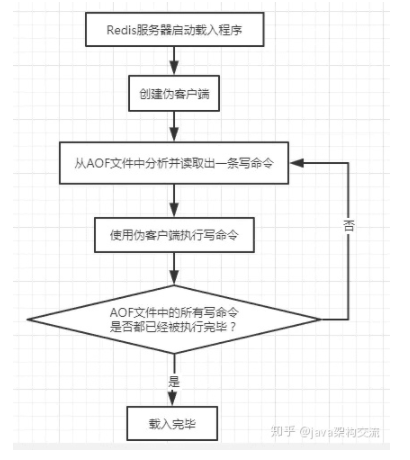 Redis服务器启动载入程序
创建伪客户端
从AOF文件中分析并读取出一条写命令
使用伪客户端执行写命令
否
AOF文件中的所有写命令
是否都已经被执行完毕？
是
载入完毕
知乎 @java架构交流